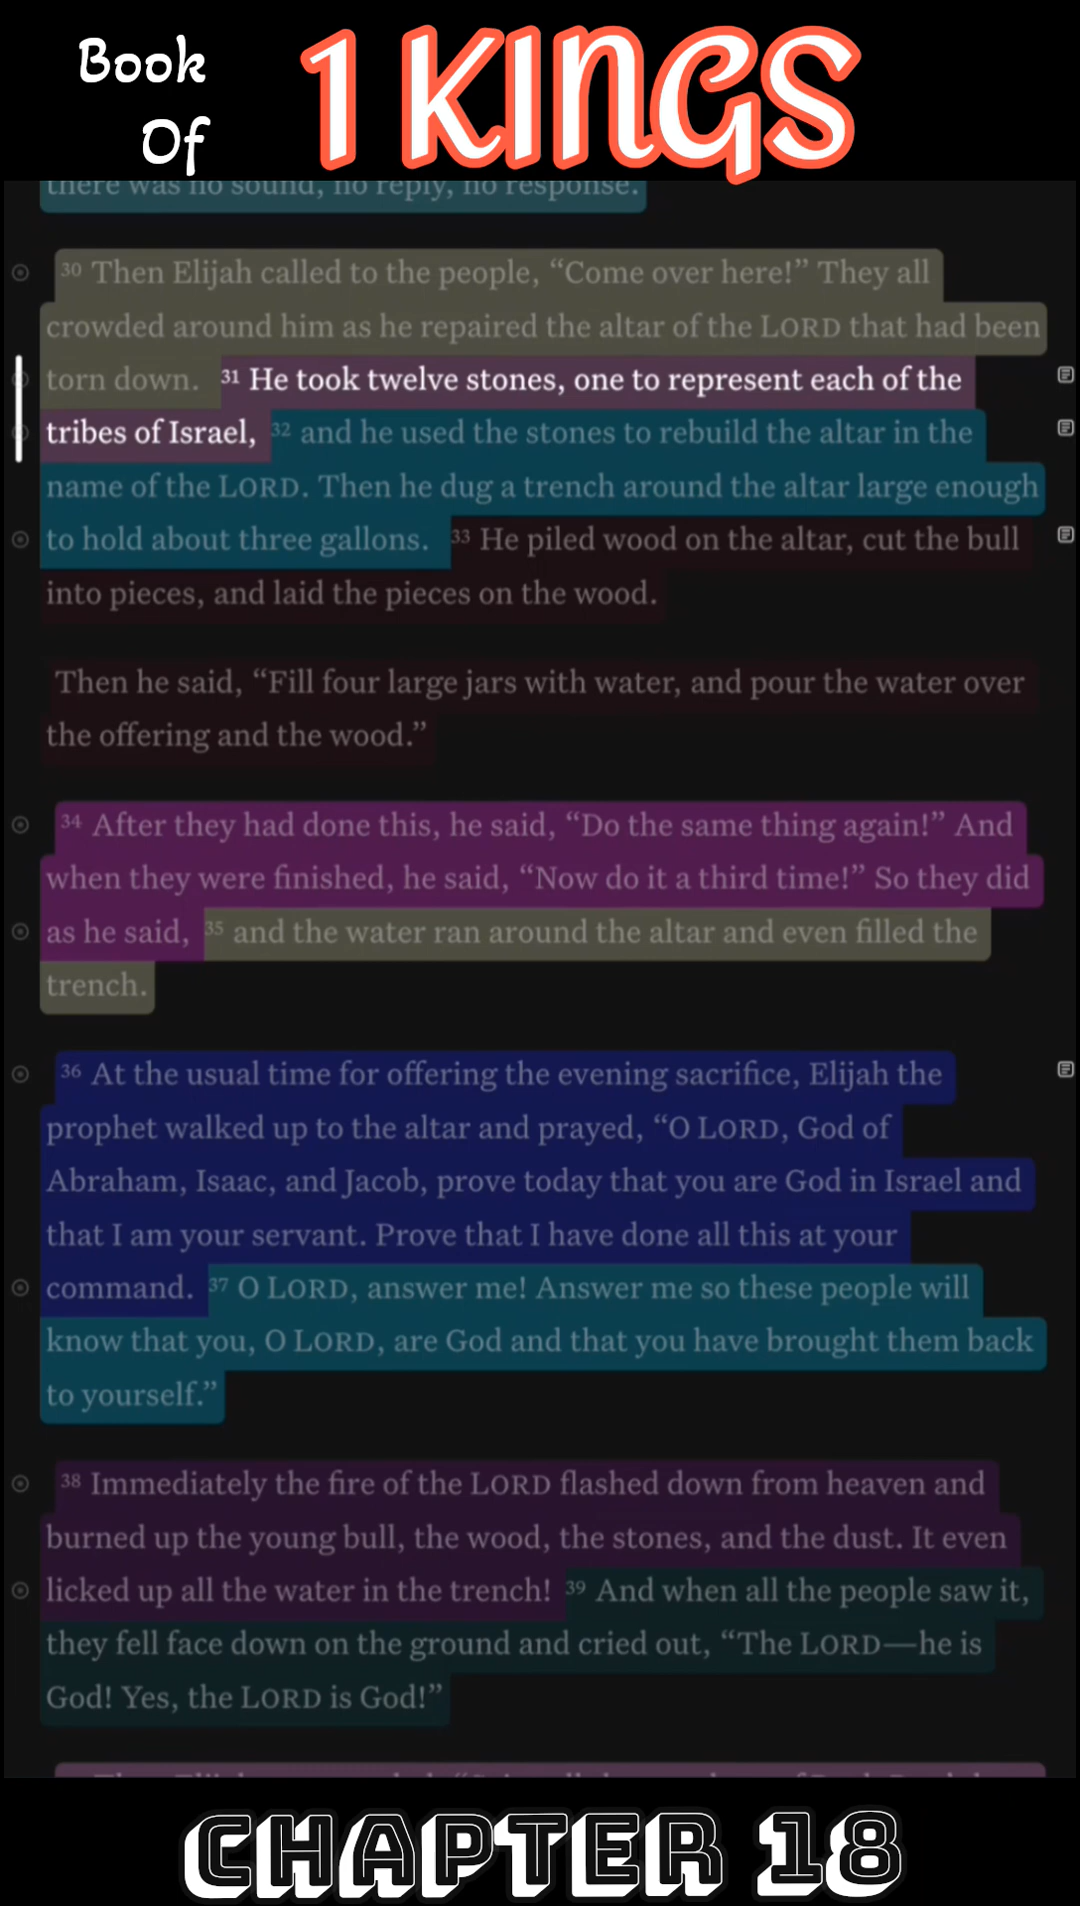 Book
Of
1 KINGS
there was no sound, no reply, no response.
30 Then Elijah called to the people, “Come over here!” They all
crowded around him as he repaired the altar of the LORD that had been
torn down. 31 He took twelve stones, one to represent each of the
tribes of Israel, 32 and he used the stones to rebuild the altar in the
name of the LORD. Then he dug a trench around the altar large enough
to hold about three gallons. 33 He piled wood on the altar, cut the bull
into pieces, and laid the pieces on the wood.
Then he said, “Fill four large jars with water, and pour the water over
the offering and the wood.”
34 After they had done this, he said, “Do the same thing again!” And
when they were finished, he said, “Now do it a third time!” So they did
as he said, 35 and the water ran around the altar and even filled the
trench.
36 At the usual time for offering the evening sacrifice, Elijah the
prophet walked up to the altar and prayed, “O LORD, God of
Abraham, Isaac, and Jacob, prove today that you are God in Israel and
that I am your servant. Prove that I have done all this at your
command. 37 O LORD, answer me! Answer me so these people will
know that you, O LORD, are God and that you have brought them back
to yourself.”
38 Immediately the fire of the LORD flashed down from heaven and
burned up the young bull, the wood, the stones, and the dust. It even
licked up all the water in the trench! 39 And when all the people saw it,
they fell face down on the ground and cried out, “The LORD—he is
God! Yes, the LORD is God!”
CHAPTER 18